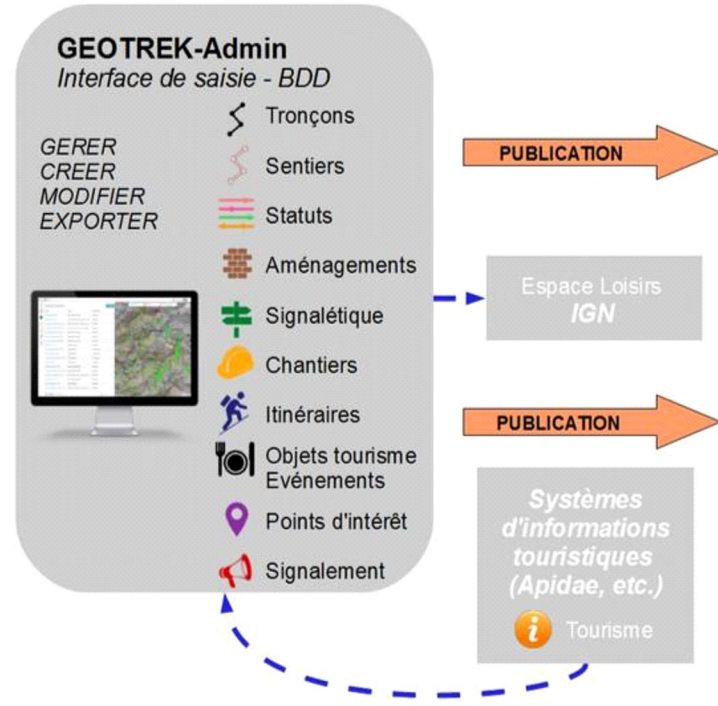 GEOTREK-Admin
Interface de saisie - BDD
GERER
CREER
MODIFIER
EXPORTER
Tronçons
Sentiers
Statuts
Aménagements
Signalétique
Chantiers
Itinéraires
Objets tourisme
Evénements
Points d'intérêt
Signalement
PUBLICATION
Espace Loisirs
IGN
PUBLICATION
Systèmes
d'informations
touristiques
(Apidae, etc.)
i
Tourisme